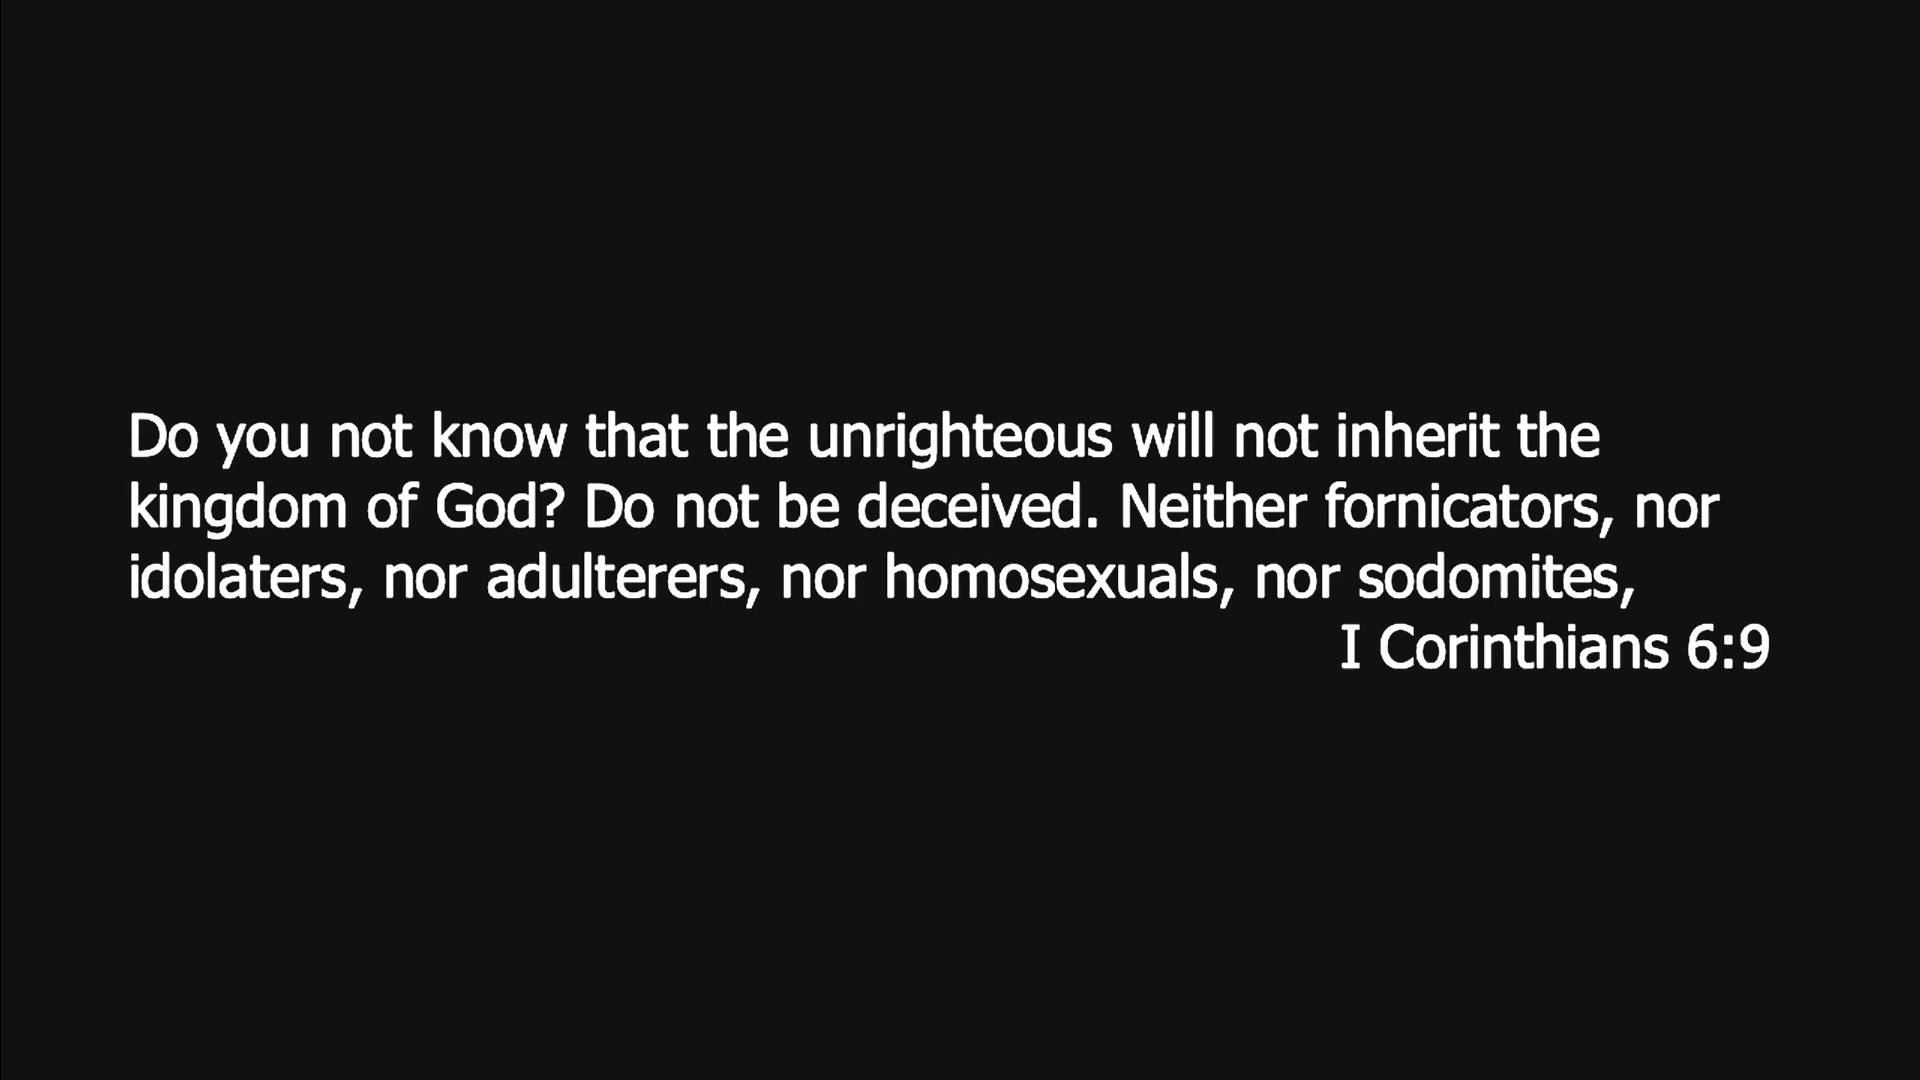 Do you not know that the unrighteous will not inherit the
kingdom of God? Do not be deceived. Neither fornicators, nor
idolaters, nor adulterers, nor homosexuals, nor sodomites,
I Corinthians 6:9